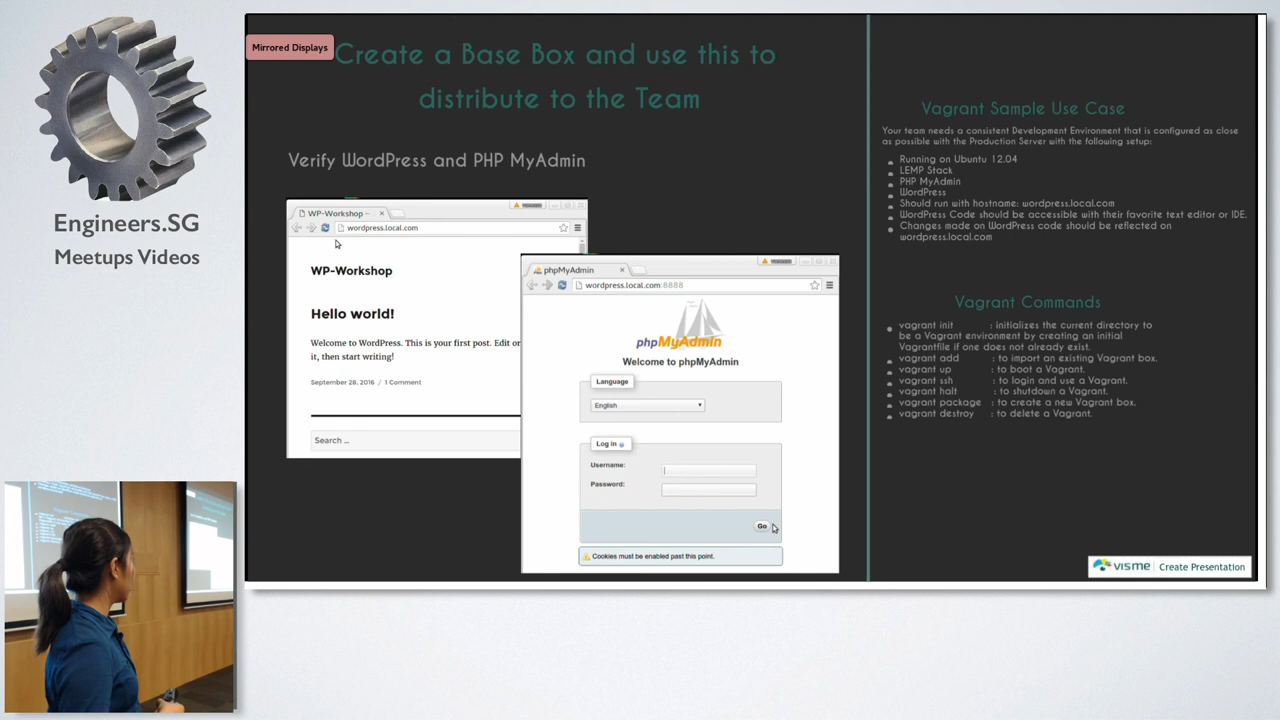 Engineers.SG
Meetups Videos
Mirrored Displays
Create a Base Box and use this to
distribute to the Team
Verify WordPress and PHP MyAdmin
WP-Workshop –
wordpress.local.com
WP-Workshop
Hello world!
Welcome to WordPress. This is your first post. Edit or
it, then start writing!
September 28, 2016 / 1 Comment
Search ...
phpMyAdmin
wordpress.local.com:8888
phpMyAdmin
Welcome to phpMyAdmin
Language
English
Log in
Username:
Password:
Go
Cookies must be enabled past this point.
Vagrant Sample Use Case
Your team needs a consistent Development Environment that is configured as close
as possible with the Production Server with the following setup:
Running on Ubuntu 12.04
LEMP Stack
PHP MyAdmin
WordPress
Should run with hostname: wordpress.local.com
WordPress Code should be accessible with their favorite text editor or IDE.
Changes made on WordPress code should be reflected on
wordpress.local.com
Vagrant Commands
vagrant init : initializes the current directory to
be a Vagrant environment by creating an initial
Vagrantfile if one does not already exist.
vagrant add : to import an existing Vagrant box.
vagrant up : to boot a Vagrant.
vagrant ssh : to login and use a Vagrant.
vagrant halt : to shutdown a Vagrant.
vagrant package : to create a new Vagrant box.
vagrant destroy : to delete a Vagrant.
visme | Create Presentation